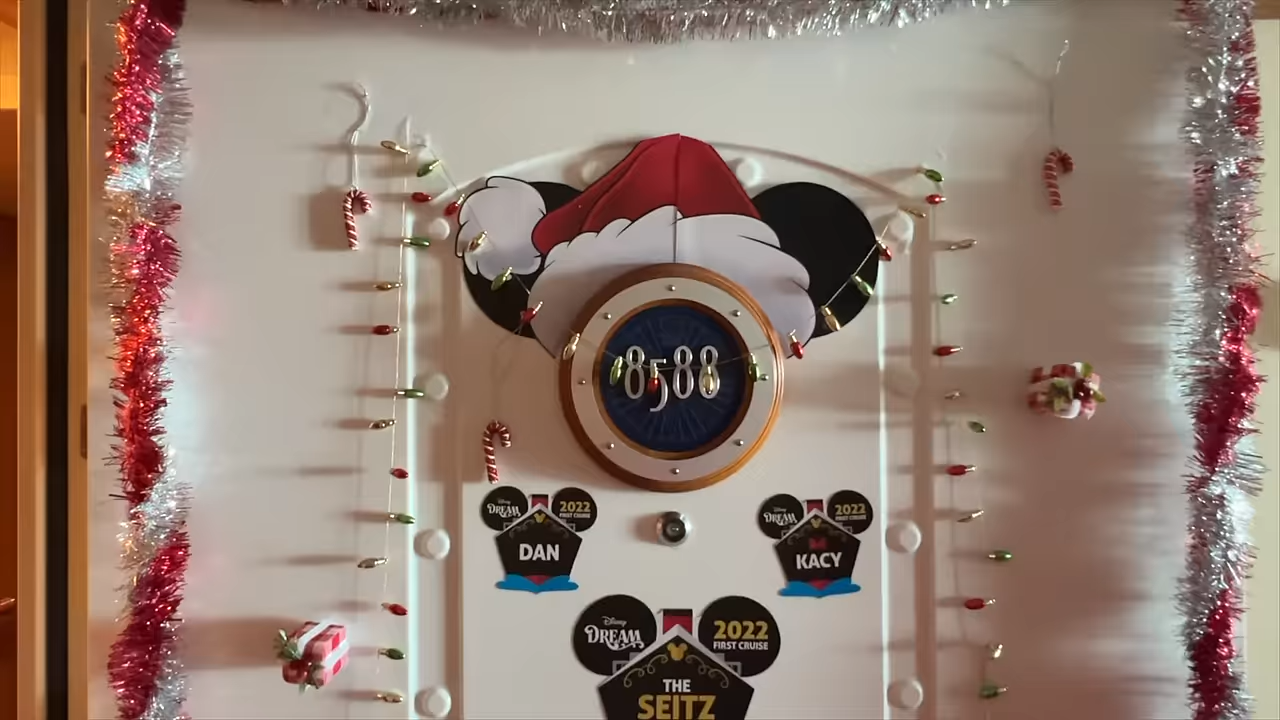 8588
Disney
DREAM
2022
FIRST CRUISE
DAN
Disney
DREAM
2022
FIRST CRUISE
KACY
Disney
DREAM
2022
FIRST CRUISE
THE
SEITZ